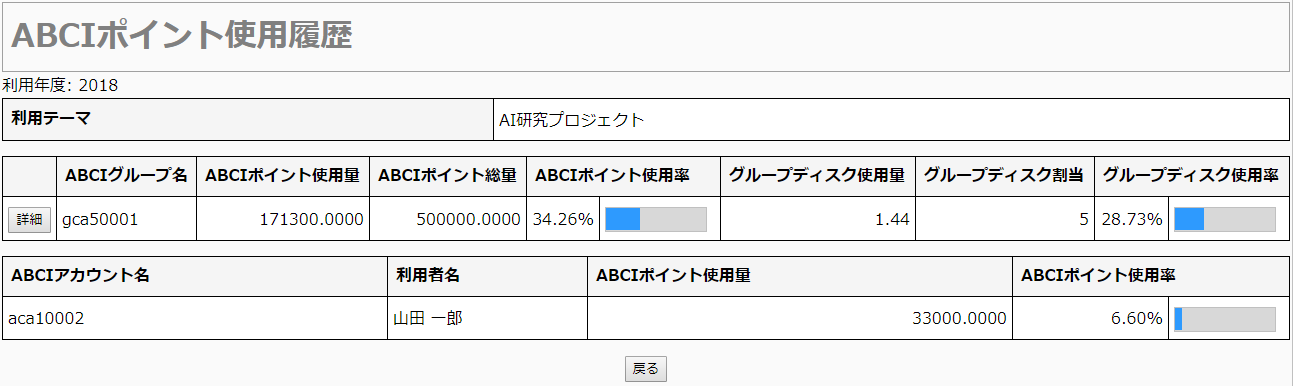 ABCIポイント使用履歴
利用年度: 2018
利用テーマ AI研究プロジェクト
ABCIグループ名 ABCIポイント使用量 ABCIポイント総量 ABCIポイント使用率 グループディスク使用量 グループディスク割当 グループディスク使用率
詳細 gca50001 171300.0000 500000.0000 34.26% 1.44 5 28.73%
ABCIアカウント名 利用者名 ABCIポイント使用量 ABCIポイント使用率
aca10002 山田 一郎 33000.0000 6.60%
戻る